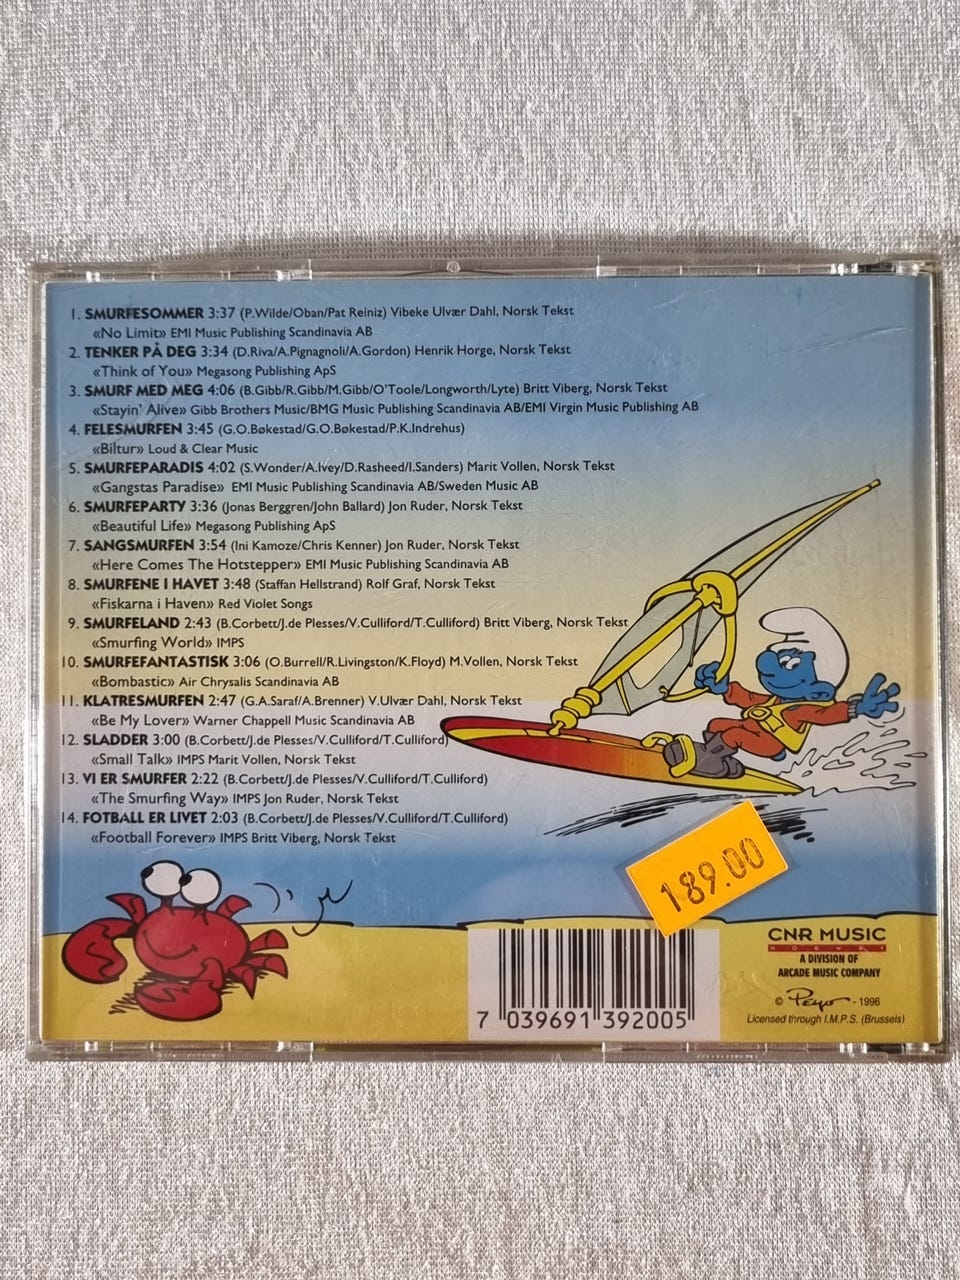 1. SMURFESOMMER 3:37 (P.Wilde/Oban/Pat Reiniz) Vibeke Ulvær Dahl, Norsk Tekst
«No Limit» EMI Music Publishing Scandinavia AB
2. TENKER PÅ DEG 3:34 (D.Riva/A.Pignagnoli/A.Gordon) Henrik Horge, Norsk Tekst
«Think of You» Megasong Publishing ApS
3. SMURF MED MEG 4:06 (B.Gibb/R.Gibb/M.Gibb/O'Toole/Longworth/Lyte) Britt Viberg, Norsk Tekst
«Stayin' Alive» Gibb Brothers Music/BMG Music Publishing Scandinavia AB/EMI Virgin Music Publishing AB
4. FELESMURFEN 3:45 (G.O.Bøkestad/G.O.Bøkestad/P.K.Indrehus)
«Biltur» Loud & Clear Music
5. SMURFEPARADIS 4:02 (S.Wonder/A.Ivey/D.Rasheed/I.Sanders) Marit Vollen, Norsk Tekst
«Gangstas Paradise» EMI Music Publishing Scandinavia AB/Sweden Music AB
6. SMURFEPARTY 3:36 (Jonas Berggren/John Ballard) Jon Ruder, Norsk Tekst
«Beautiful Life» Megasong Publishing ApS
7. SANGSMURFEN 3:54 (Ini Kamoze/Chris Kenner) Jon Ruder, Norsk Tekst
«Here Comes The Hotstepper» EMI Music Publishing Scandinavia AB
8. SMURFENE I HAVET 3:48 (Staffan Hellstrand) Rolf Graf, Norsk Tekst
«Fiskarna i Haven» Red Violet Songs
9. SMURFELAND 2:43 (B.Corbett/J.de Plesses/V.Culliford/T.Culliford) Britt Viberg, Norsk Tekst
«Smurfing World» IMPS
10. SMURFEFANTASTISK 3:06 (O.Burrell/R.Livingston/K.Floyd) M.Vollen, Norsk Tekst
«Bombastic» Air Chrysalis Scandinavia AB
11. KLATRESMURFEN 2:47 (G.A.Saraf/A.Brenner) V.Ulvær Dahl, Norsk Tekst
«Be My Lover» Warner Chappell Music Scandinavia AB
12. SLADDER 3:00 (B.Corbett/J.de Plesses/V.Culliford/T.Culliford)
«Small Talk» IMPS Marit Vollen, Norsk Tekst
13. VI ER SMURFER 2:22 (B.Corbett/J.de Plesses/V.Culliford/T.Culliford)
«The Smurfing Way» IMPS Jon Ruder, Norsk Tekst
14. FOTBALL ER LIVET 2:03 (B.Corbett/J.de Plesses/V.Culliford/T.Culliford)
«Football Forever» IMPS Britt Viberg, Norsk Tekst
189.00
CNR MUSIC
NORWAY
A DIVISION OF
ARCADE MUSIC COMPANY
© Peyo - 1996
Licensed through I.M.P.S. (Brussels)
7 039691 392005